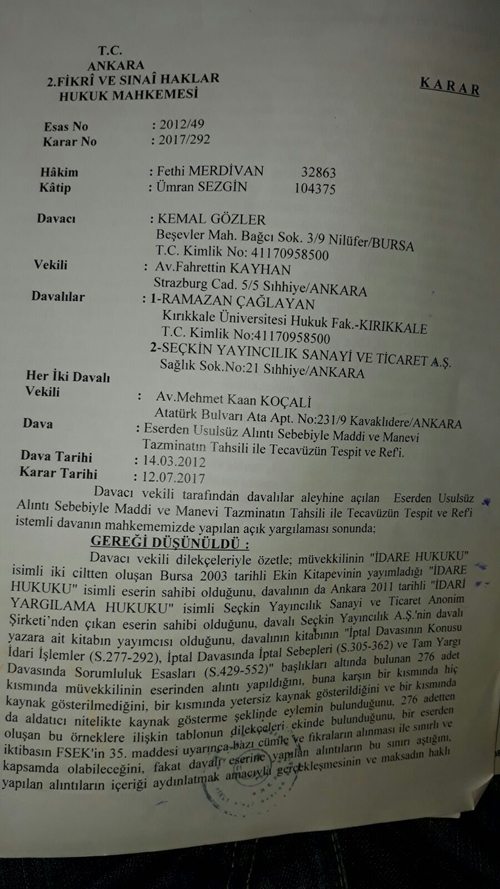 T.C.
ANKARA
2.FİKRÎ VE SINAÎ HAKLAR
HUKUK MAHKEMESİ
KARAR
Esas No : 2012/49
Karar No : 2017/292
Hâkim : Fethi MERDİVAN 32863
Kâtip : Ümran SEZGİN 104375
Davacı : KEMAL GÖZLER
Beşevler Mah. Bağcı Sok. 3/9 Nilüfer/BURSA
T.C. Kimlik No: 41170958500
Vekili : Av.Fahrettin KAYHAN
Strazburg Cad. 5/5 Sıhhiye/ANKARA
Davalılar : 1-RAMAZAN ÇAĞLAYAN
Kırıkkale Üniversitesi Hukuk Fak.-KIRIKKALE
T.C. Kimlik No:41170958500
2-SEÇKİN YAYINCILIK SANAYİ VE TİCARET A.Ş.
Sağlık Sok.No:21 Sıhhiye/ANKARA
Her İki Davalı
Vekili : Av.Mehmet Kaan KOÇALİ
Atatürk Bulvarı Ata Apt. No:231/9 Kavaklıdere/ANKARA
Dava : Eserden Usulsüz Alıntı Sebebiyle Maddi ve Manevi
Tazminatın Tahsili ile Tecavüzün Tespit ve Ref'i.
Dava Tarihi : 14.03.2012
Karar Tarihi : 12.07.2017
Davacı vekili tarafından davalılar aleyhine açılan Eserden Usulsüz
Alıntı Sebebiyle Maddi ve Manevi Tazminatın Tahsili ile Tecavüzün Tespit ve Ref'i
istemli davanın mahkememizde yapılan açık yargılaması sonunda;
GEREĞİ DÜŞÜNÜLDÜ :
Davacı vekili dilekçeleriyle özetle; müvekkilinin "İDARE HUKUKU"
isimli iki ciltten oluşan Bursa 2003 tarihli Ekin Kitapevinin yayımladığı "İDARE
HUKUKU" isimli eserin sahibi olduğunu, davalının da Ankara 2011 tarihli "İDARİ
YARGILAMA HUKUKU" isimli Seçkin Yayıncılık Sanayi ve Ticaret Anonim
Şirketi'nden çıkan eserin sahibi olduğunu, davalı Seçkin Yayıncılık A.Ş.'nin davalı
yazara ait kitabın yayımcısı olduğunu, davalının kitabının "İptal Davasının Konusu
İdari İşlemler (S.277-292), İptal Davasında İptal Sebepleri (S.305-362) ve Tam Yargı
Davasında Sorumluluk Esasları (S.429-552)" başlıkları altında bulunan 276 adet
kısmında müvekkilinin eserinden alıntı yapıldığını, buna karşın bir kısmında hiç
kaynak gösterilmediğini, bir kısmında yetersiz kaynak gösterildiğini ve bir kısmında
da aldatıcı nitelikte kaynak gösterme şeklinde eylemin bulunduğunu, 276 adetten
oluşan bu örneklere ilişkin tablonun dilekçeleri ekinde bulunduğunu, bir eserden
iktibasın FSEK'in 35. maddesi uyarınca bazı cümle ve fıkraların alınması ile sınırlı ve
kapsamda olabileceğini, fakat davalı eserine yapılan alıntıların bu sınırı aştığını,
yapılan alıntıların içeriği aydınlatmak amacıyla gerçekleşmesinin ve maksadın haklı